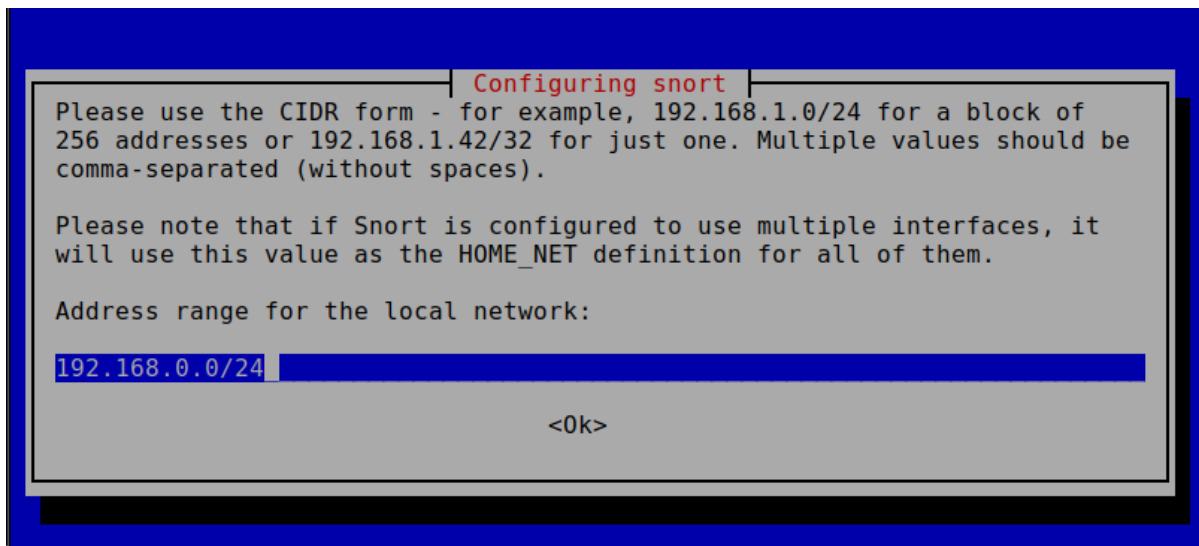 Configuring snort
Please use the CIDR form - for example, 192.168.1.0/24 for a block of
256 addresses or 192.168.1.42/32 for just one. Multiple values should be
comma-separated (without spaces).
Please note that if Snort is configured to use multiple interfaces, it
will use this value as the HOME_NET definition for all of them.
Address range for the local network:
192.168.0.0/24
<Ok>